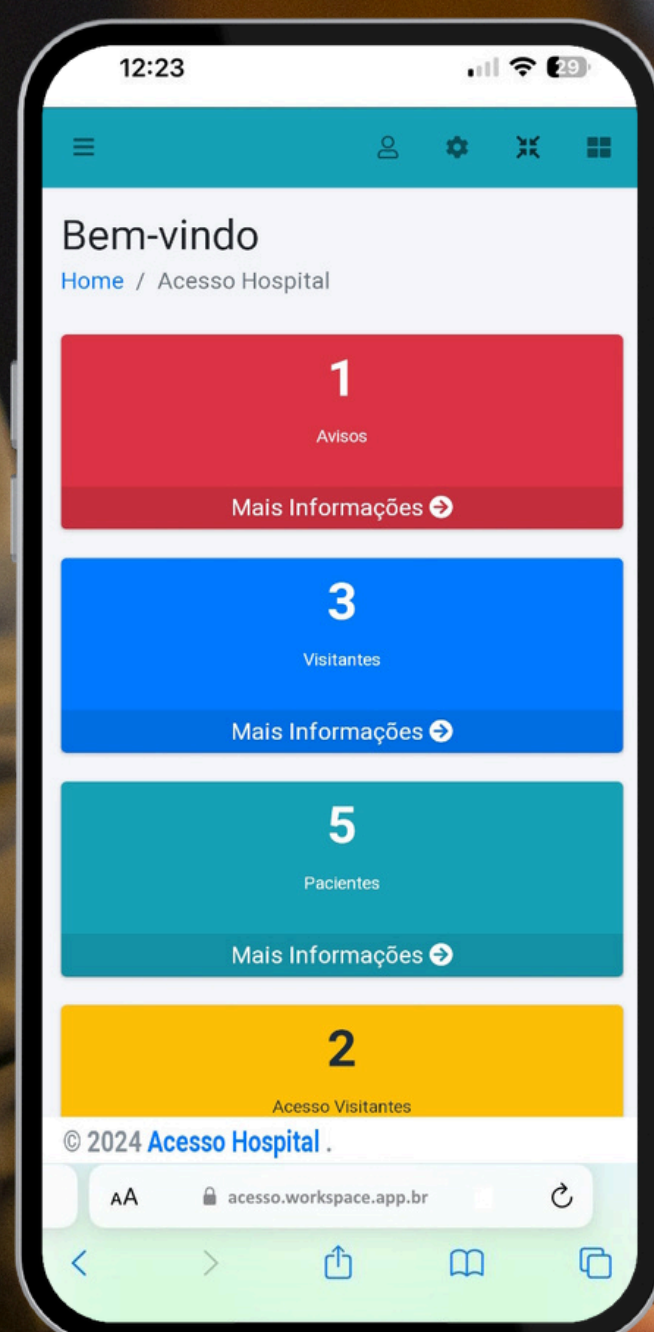 12:23
29
Bem-vindo
Home / Acesso Hospital
1
Avisos
Mais Informações
3
Visitantes
Mais Informações
5
Pacientes
Mais Informações
2
Acesso Visitantes
© 2024 Acesso Hospital .
AA acesso.workspace.app.br